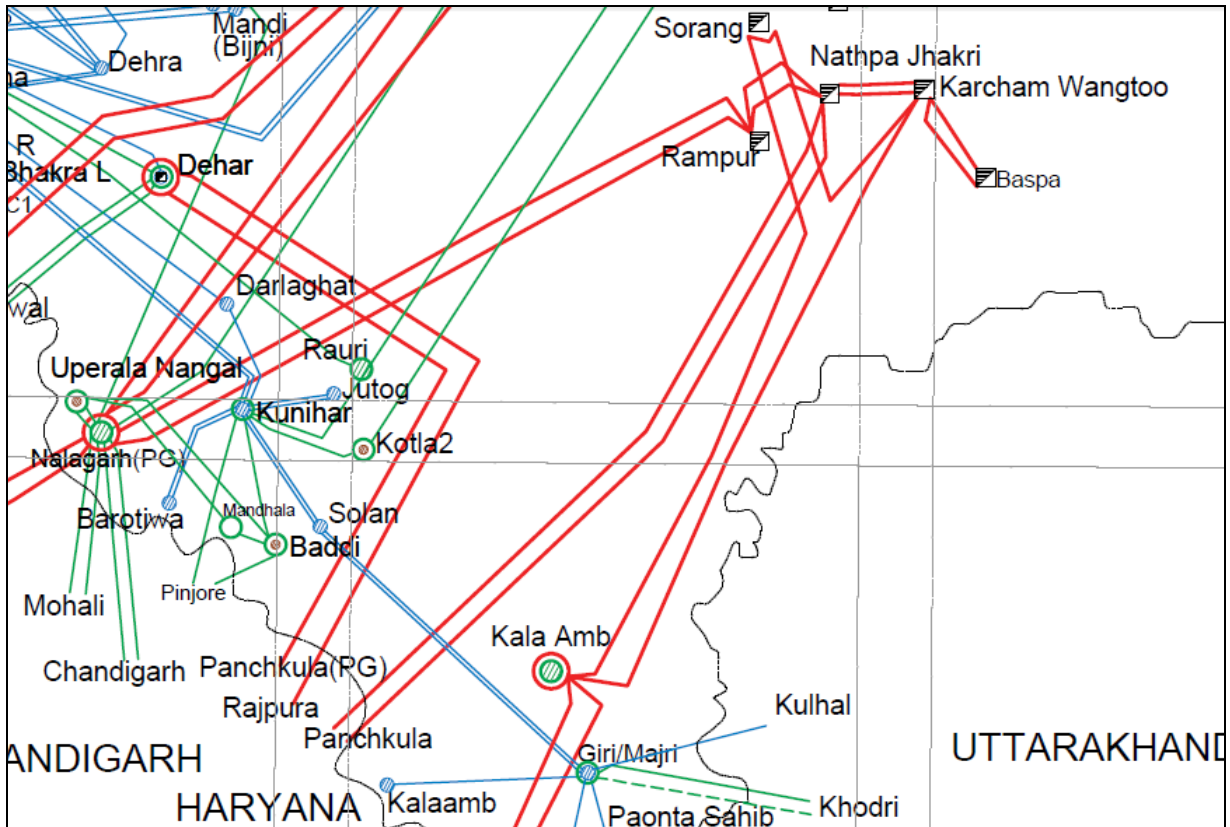 Mandi
(Bijni)
Sorang
Dehra
Nathpa Jhakri
na
Karcham Wangtoo
R
Bhakra L
Dehar
Rampur
Baspa
C1
Darlaghat
wal
Rauri
Uperala Nangal
Jutog
Kunihar
Kotla2
Nalagarh(PG)
Mandhala
Barotiwa
Solan
Baddi
Pinjore
Mohali
Kala Amb
Chandigarh
Panchkula(PG)
Rajpura
Kulhal
Panchkula
Giri/Majri
ANDIGARH
UTTARAKHAND
HARYANA
Kalaamb
Khodri
Paonta Sahib